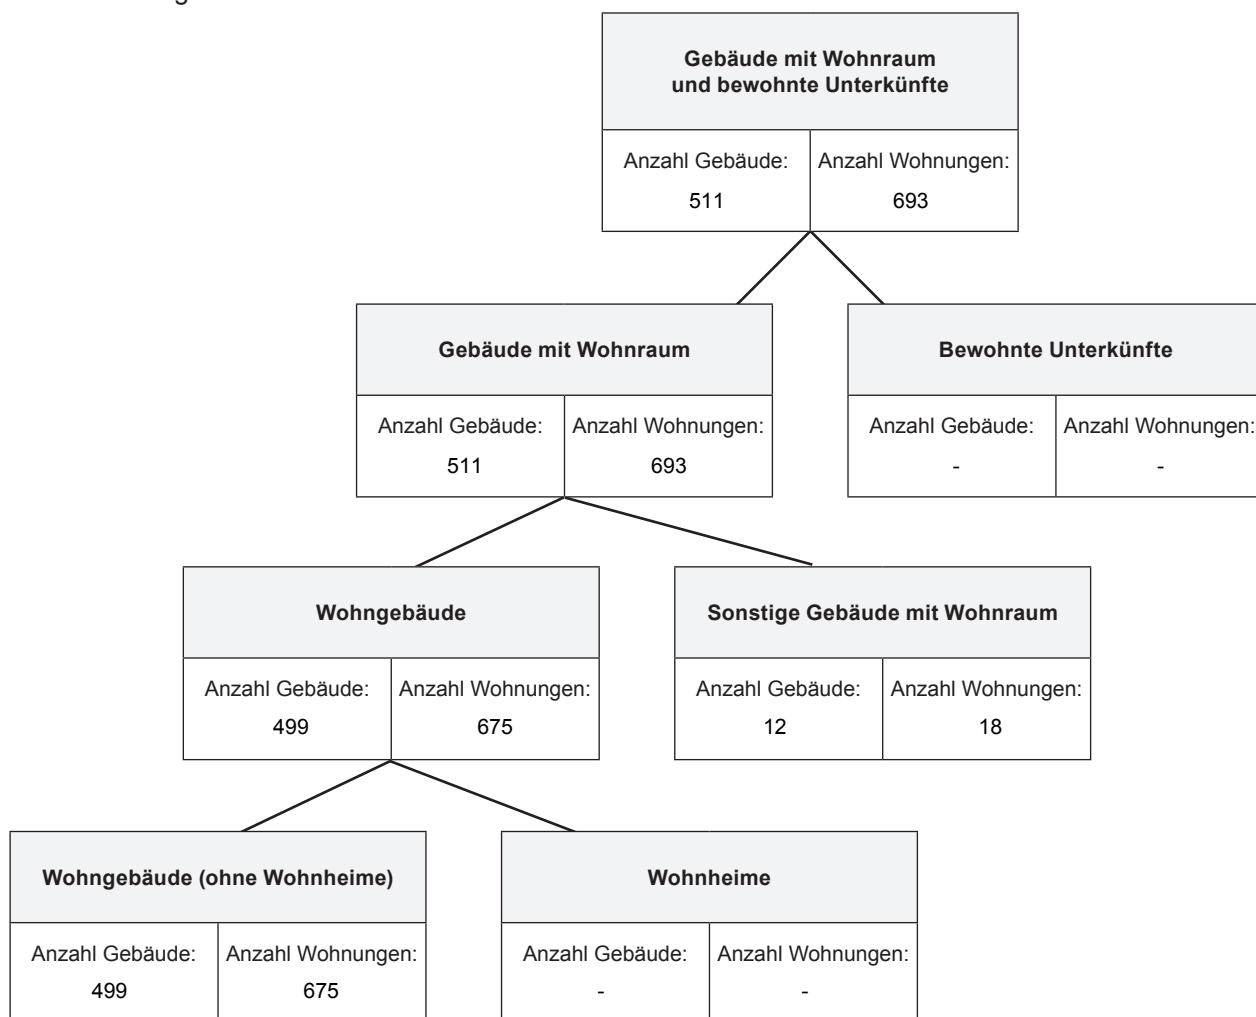 Gebäude mit Wohnraum
und bewohnte Unterkünfte
Anzahl Gebäude: Anzahl Wohnungen:
511 693
Gebäude mit Wohnraum Bewohnte Unterkünfte
Anzahl Gebäude: Anzahl Wohnungen: Anzahl Gebäude: Anzahl Wohnungen:
511 693 - -
Wohngebäude Sonstige Gebäude mit Wohnraum
Anzahl Gebäude: Anzahl Wohnungen: Anzahl Gebäude: Anzahl Wohnungen:
499 675 12 18
Wohngebäude (ohne Wohnheime) Wohnheime
Anzahl Gebäude: Anzahl Wohnungen: Anzahl Gebäude: Anzahl Wohnungen:
499 675 - -